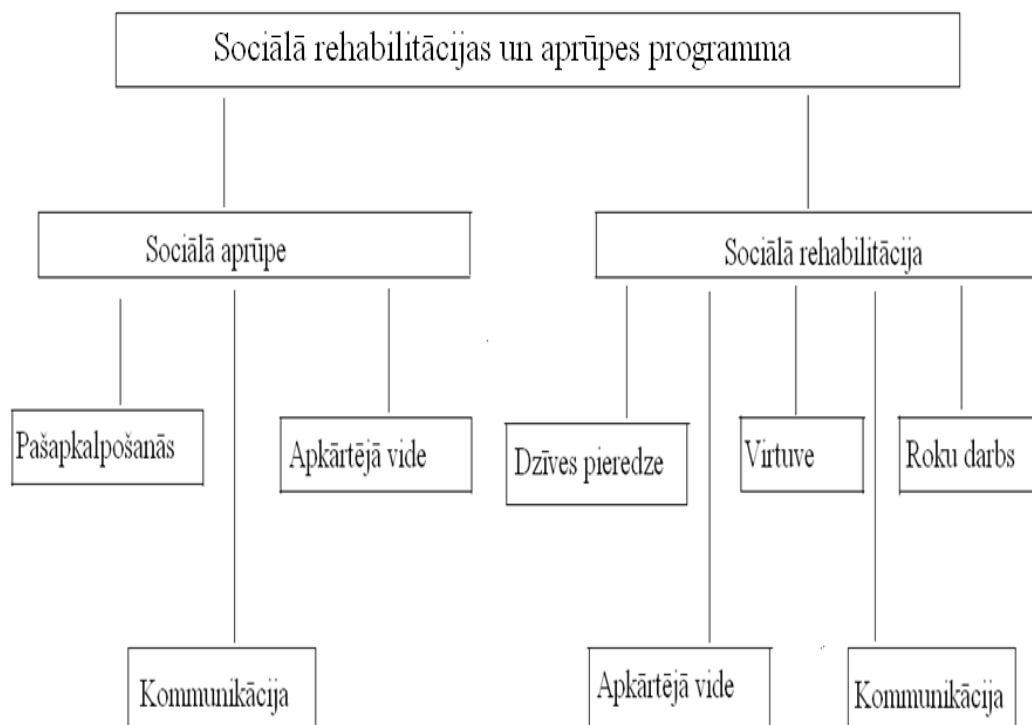 Sociālā rehabilitācijas un aprūpes programma
Sociālā aprūpe
Sociālā rehabilitācija
Pašapkalpošanās
Apkārtējā vide
Dzīves pieredze
Virtuve
Roku darbs
Kommunikācija
Apkārtējā vide
Kommunikācija